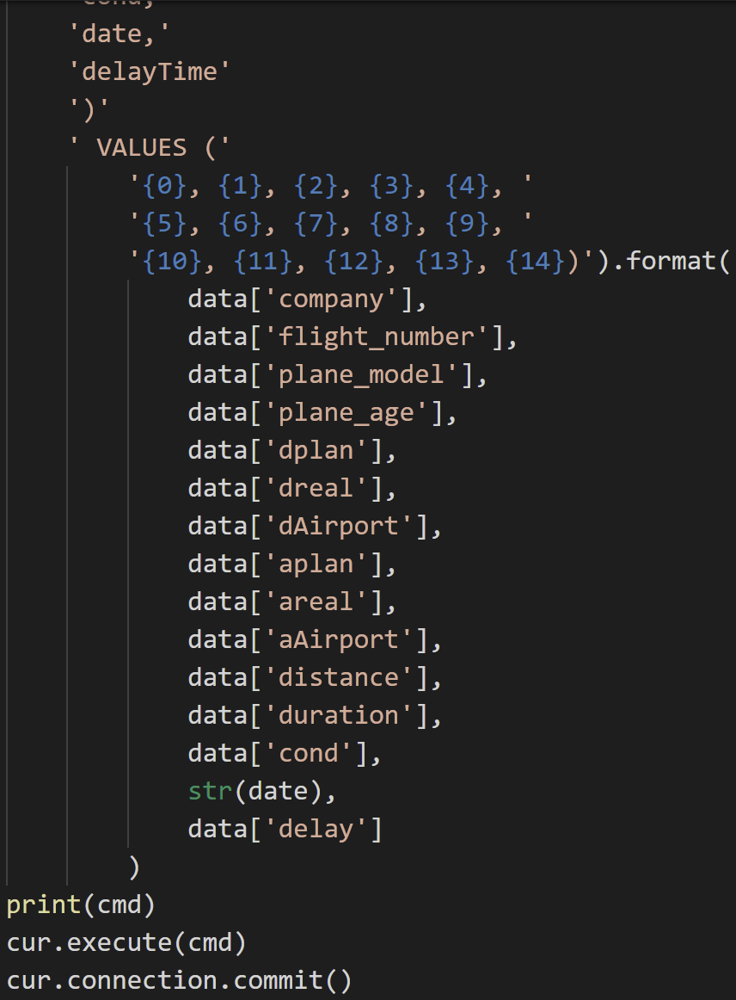 'date,'
'delayTime'
')'
' VALUES ('
'{0}, {1}, {2}, {3}, {4}, '
'{5}, {6}, {7}, {8}, {9}, '
'{10}, {11}, {12}, {13}, {14})').format(
data['company'],
data['flight_number'],
data['plane_model'],
data['plane_age'],
data['dplan'],
data['dreal'],
data['dAirport'],
data['aplan'],
data['areal'],
data['aAirport'],
data['distance'],
data['duration'],
data['cond'],
str(date),
data['delay']
)
print(cmd)
cur.execute(cmd)
cur.connection.commit()